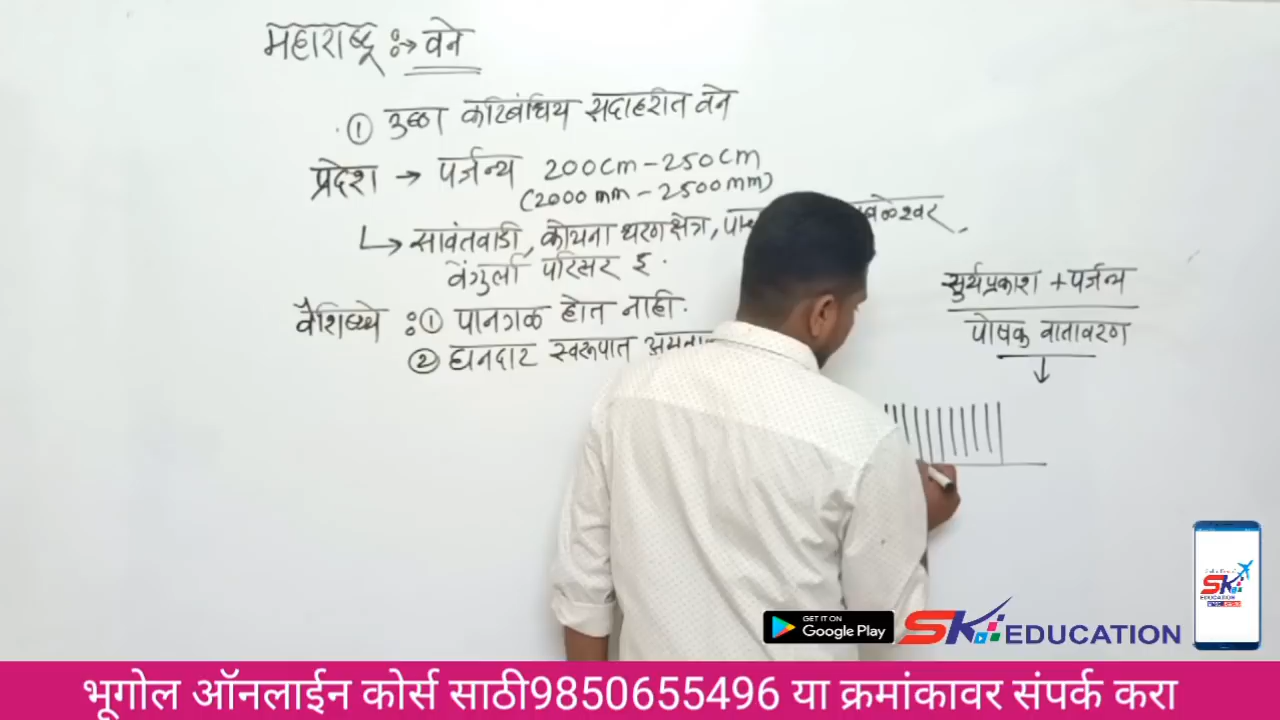 महाराष्ट्र :→ वने
① उष्ण कटिबंधिय सदाहरीत वने
प्रदेश → पर्जन्य 200cm - 250cm
(2000 mm - 2500 mm)
↳ सावंतवाडी, कोयना धरणक्षेत्र,
वेंगुर्ला परिसर इ.
वैशिष्ट्ये :① पानगळ होत नाही.
② घनदाट स्वरूपात
सुर्यप्रकाश + पर्जन्य
पोषक वातावरण
GET IT ON
Google Play
SK EDUCATION
भूगोल ऑनलाईन कोर्स साठी9850655496 या क्रमांकावर संपर्क करा